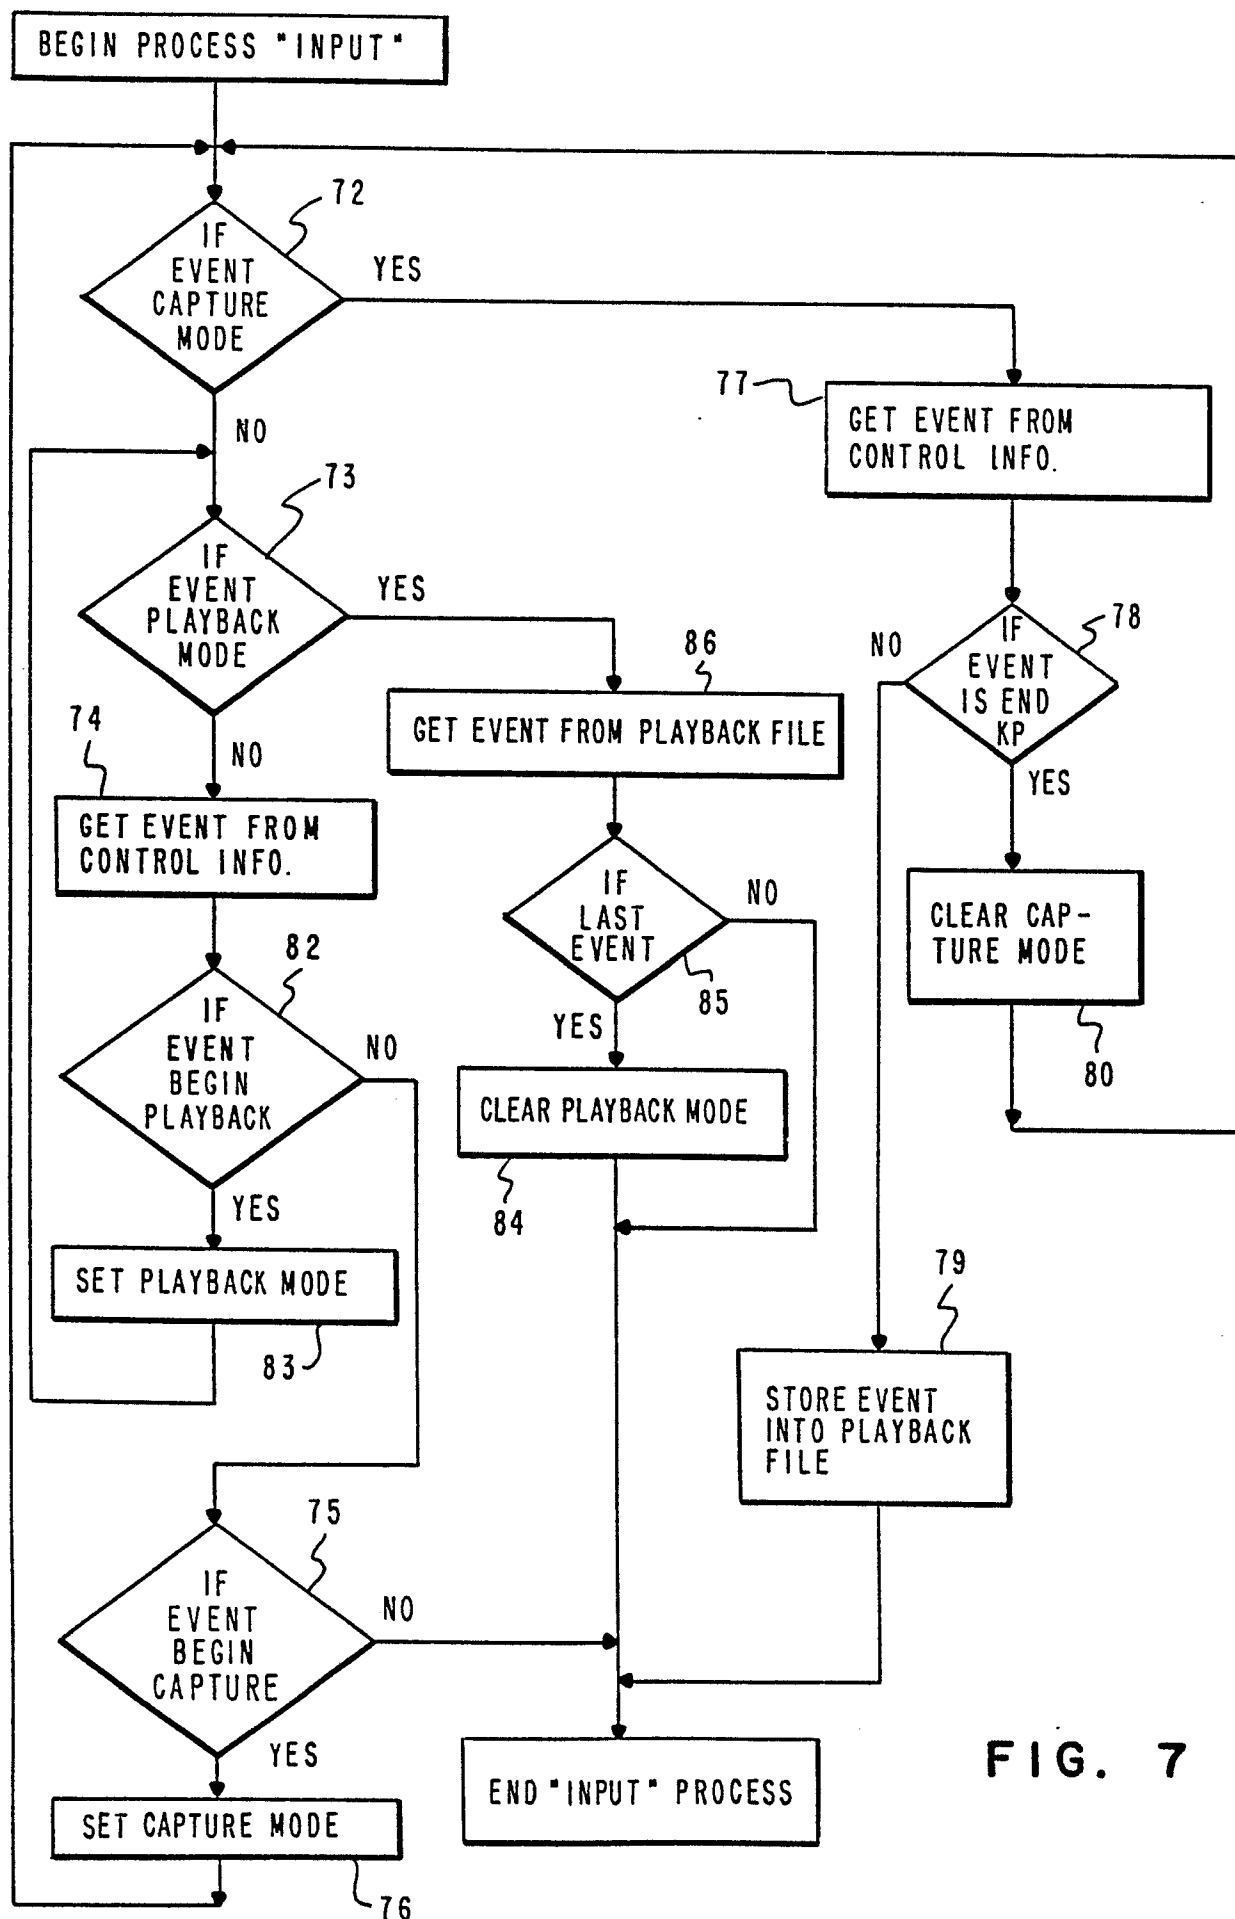 BEGIN PROCESS "INPUT"
72
IF
EVENT
CAPTURE
MODE
YES
NO
77
GET EVENT FROM
CONTROL INFO.
73
IF
EVENT
PLAYBACK
MODE
YES
NO
86
GET EVENT FROM PLAYBACK FILE
78
NO
IF
EVENT
IS END
KP
YES
74
GET EVENT FROM
CONTROL INFO.
IF
LAST
EVENT
NO
85
YES
CLEAR CAP-
TURE MODE
80
82
IF
EVENT
BEGIN
PLAYBACK
NO
YES
CLEAR PLAYBACK MODE
84
SET PLAYBACK MODE
83
79
STORE EVENT
INTO PLAYBACK
FILE
75
IF
EVENT
BEGIN
CAPTURE
NO
YES
SET CAPTURE MODE
76
END "INPUT" PROCESS
FIG. 7